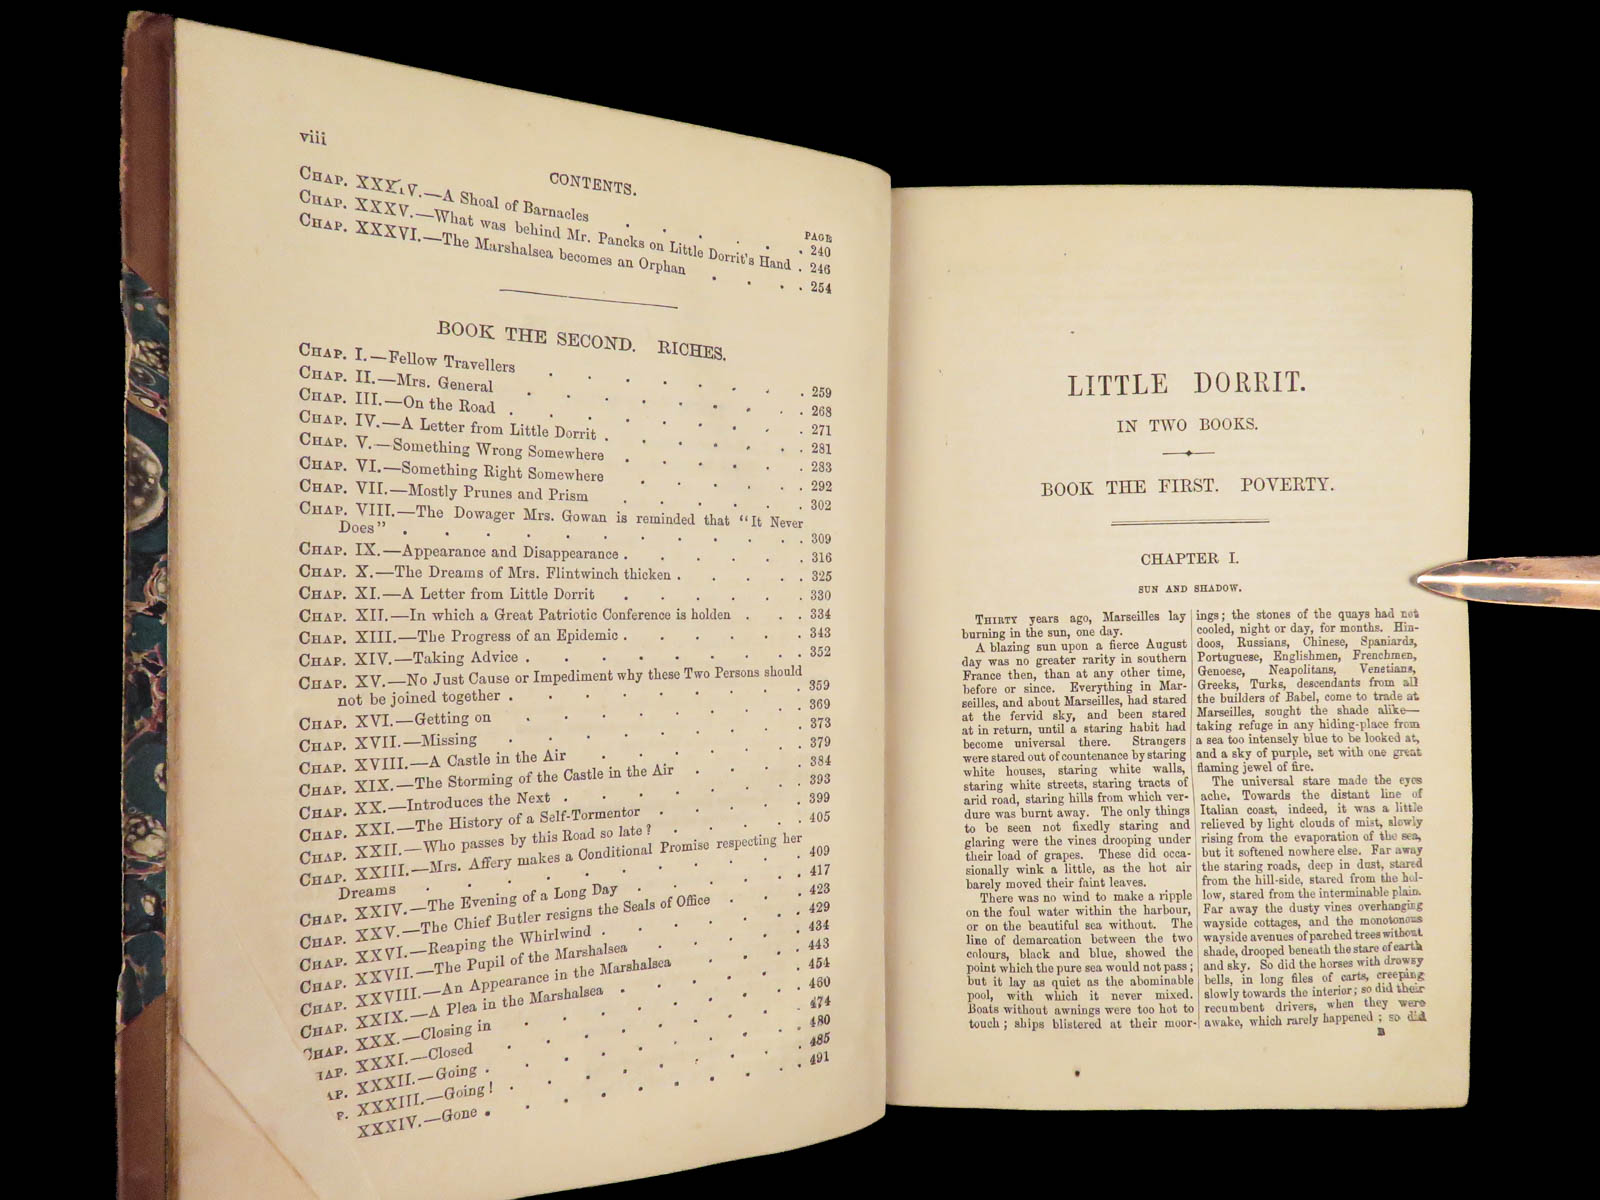 viii
CONTENTS.
PAGE
CHAP. XXXIV.—A Shoal of Barnacles . . . . . . 240
CHAP. XXXV.—What was behind Mr. Pancks on Little Dorrit's Hand . 246
CHAP. XXXVI.—The Marshalsea becomes an Orphan . . . . 254
BOOK THE SECOND. RICHES.
CHAP. I.—Fellow Travellers . . . . . . . . 259
CHAP. II.—Mrs. General . . . . . . . . 268
CHAP. III.—On the Road . . . . . . . . 271
CHAP. IV.—A Letter from Little Dorrit . . . . . . 281
CHAP. V.—Something Wrong Somewhere . . . . . . 283
CHAP. VI.—Something Right Somewhere . . . . . . 292
CHAP. VII.—Mostly Prunes and Prism . . . . . . 302
CHAP. VIII.—The Dowager Mrs. Gowan is reminded that "It Never
Does" . . . . . . . . . . . 309
CHAP. IX.—Appearance and Disappearance . . . . . . 316
CHAP. X.—The Dreams of Mrs. Flintwinch thicken . . . . . 325
CHAP. XI.—A Letter from Little Dorrit . . . . . . 330
CHAP. XII.—In which a Great Patriotic Conference is holden . . . 334
CHAP. XIII.—The Progress of an Epidemic . . . . . . 343
CHAP. XIV.—Taking Advice . . . . . . . . 352
CHAP. XV.—No Just Cause or Impediment why these Two Persons should
not be joined together . . . . . . . . 359
CHAP. XVI.—Getting on . . . . . . . . 369
CHAP. XVII.—Missing . . . . . . . . 373
CHAP. XVIII.—A Castle in the Air . . . . . . 379
CHAP. XIX.—The Storming of the Castle in the Air . . . . 384
CHAP. XX.—Introduces the Next . . . . . . . 393
CHAP. XXI.—The History of a Self-Tormentor . . . . . 399
CHAP. XXII.—Who passes by this Road so late? . . . . . 405
CHAP. XXIII.—Mrs. Affery makes a Conditional Promise respecting her
Dreams . . . . . . . . . . . 409
CHAP. XXIV.—The Evening of a Long Day . . . . . . 417
CHAP. XXV.—The Chief Butler resigns the Seals of Office . . . 423
CHAP. XXVI.—Reaping the Whirlwind . . . . . . 429
CHAP. XXVII.—The Pupil of the Marshalsea . . . . . 434
CHAP. XXVIII.—An Appearance in the Marshalsea . . . . 443
CHAP. XXIX.—A Plea in the Marshalsea . . . . . . 454
CHAP. XXX.—Closing in . . . . . . . . 460
HAP. XXXI.—Closed . . . . . . . . 474
AP. XXXII.—Going . . . . . . . . . 480
P. XXXIII.—Going! . . . . . . . . . 485
XXXIV.—Gone . . . . . . . . . 491
LITTLE DORRIT.
IN TWO BOOKS.
BOOK THE FIRST. POVERTY.
CHAPTER I.
SUN AND SHADOW.
THIRTY years ago, Marseilles lay
burning in the sun, one day.
A blazing sun upon a fierce August
day was no greater rarity in southern
France then, than at any other time,
before or since. Everything in Mar-
seilles, and about Marseilles, had stared
at the fervid sky, and been stared
at in return, until a staring habit had
become universal there. Strangers
were stared out of countenance by staring
white houses, staring white walls,
staring white streets, staring tracts of
arid road, staring hills from which ver-
dure was burnt away. The only things
to be seen not fixedly staring and
glaring were the vines drooping under
their load of grapes. These did occa-
sionally wink a little, as the hot air
barely moved their faint leaves.
There was no wind to make a ripple
on the foul water within the harbour,
or on the beautiful sea without. The
line of demarcation between the two
colours, black and blue, showed the
point which the pure sea would not pass;
but it lay as quiet as the abominable
pool, with which it never mixed.
Boats without awnings were too hot to
touch; ships blistered at their moor-
ings; the stones of the quays had not
cooled, night or day, for months. Hin-
doos, Russians, Chinese, Spaniards,
Portuguese, Englishmen, Frenchmen,
Genoese, Neapolitans, Venetians,
Greeks, Turks, descendants from all
the builders of Babel, come to trade at
Marseilles, sought the shade alike—
taking refuge in any hiding-place from
a sea too intensely blue to be looked at,
and a sky of purple, set with one great
flaming jewel of fire.
The universal stare made the eyes
ache. Towards the distant line of
Italian coast, indeed, it was a little
relieved by light clouds of mist, slowly
rising from the evaporation of the sea,
but it softened nowhere else. Far away
the staring roads, deep in dust, stared
from the hill-side, stared from the hol-
low, stared from the interminable plain.
Far away the dusty vines overhanging
wayside cottages, and the monotonous
wayside avenues of parched trees without
shade, drooped beneath the stare of earth
and sky. So did the horses with drowsy
bells, in long files of carts, creeping
slowly towards the interior; so did their
recumbent drivers, when they were
awake, which rarely happened; so did
B